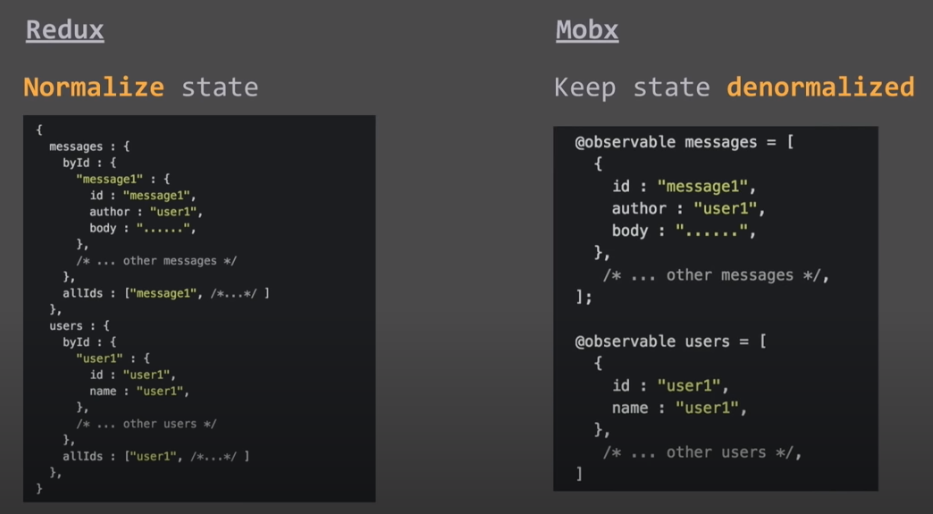 Redux
Normalize state
{
messages : {
byId : {
"message1" : {
id : "message1",
author : "user1",
body : "......",
},
/* ... other messages */
},
allIds : ["message1", /*...*/ ]
},
users : {
byId : {
"user1" : {
id : "user1",
name : "user1",
},
/* ... other users */
},
allIds : ["user1", /*...*/ ]
},
}
Mobx
Keep state denormalized
@observable messages = [
{
id : "message1",
author : "user1",
body : "......",
},
/* ... other messages */,
];
@observable users = [
{
id : "user1",
name : "user1",
},
/* ... other users */,
]